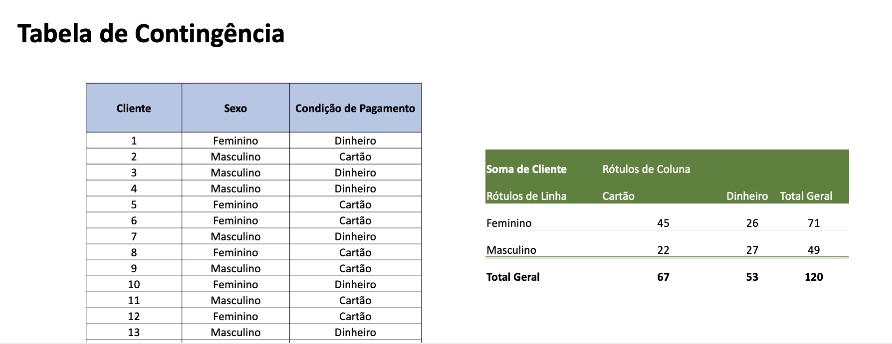 Tabela de Contingência
Cliente Sexo Condição de Pagamento
1 Feminino Dinheiro
2 Masculino Cartão
3 Masculino Dinheiro
4 Masculino Dinheiro
5 Feminino Cartão
6 Feminino Cartão
7 Masculino Dinheiro
8 Feminino Cartão
9 Masculino Cartão
10 Feminino Dinheiro
11 Masculino Cartão
12 Feminino Cartão
13 Masculino Dinheiro
Soma de Cliente Rótulos de Coluna
Rótulos de Linha Cartão Dinheiro Total Geral
Feminino 45 26 71
Masculino 22 27 49
Total Geral 67 53 120